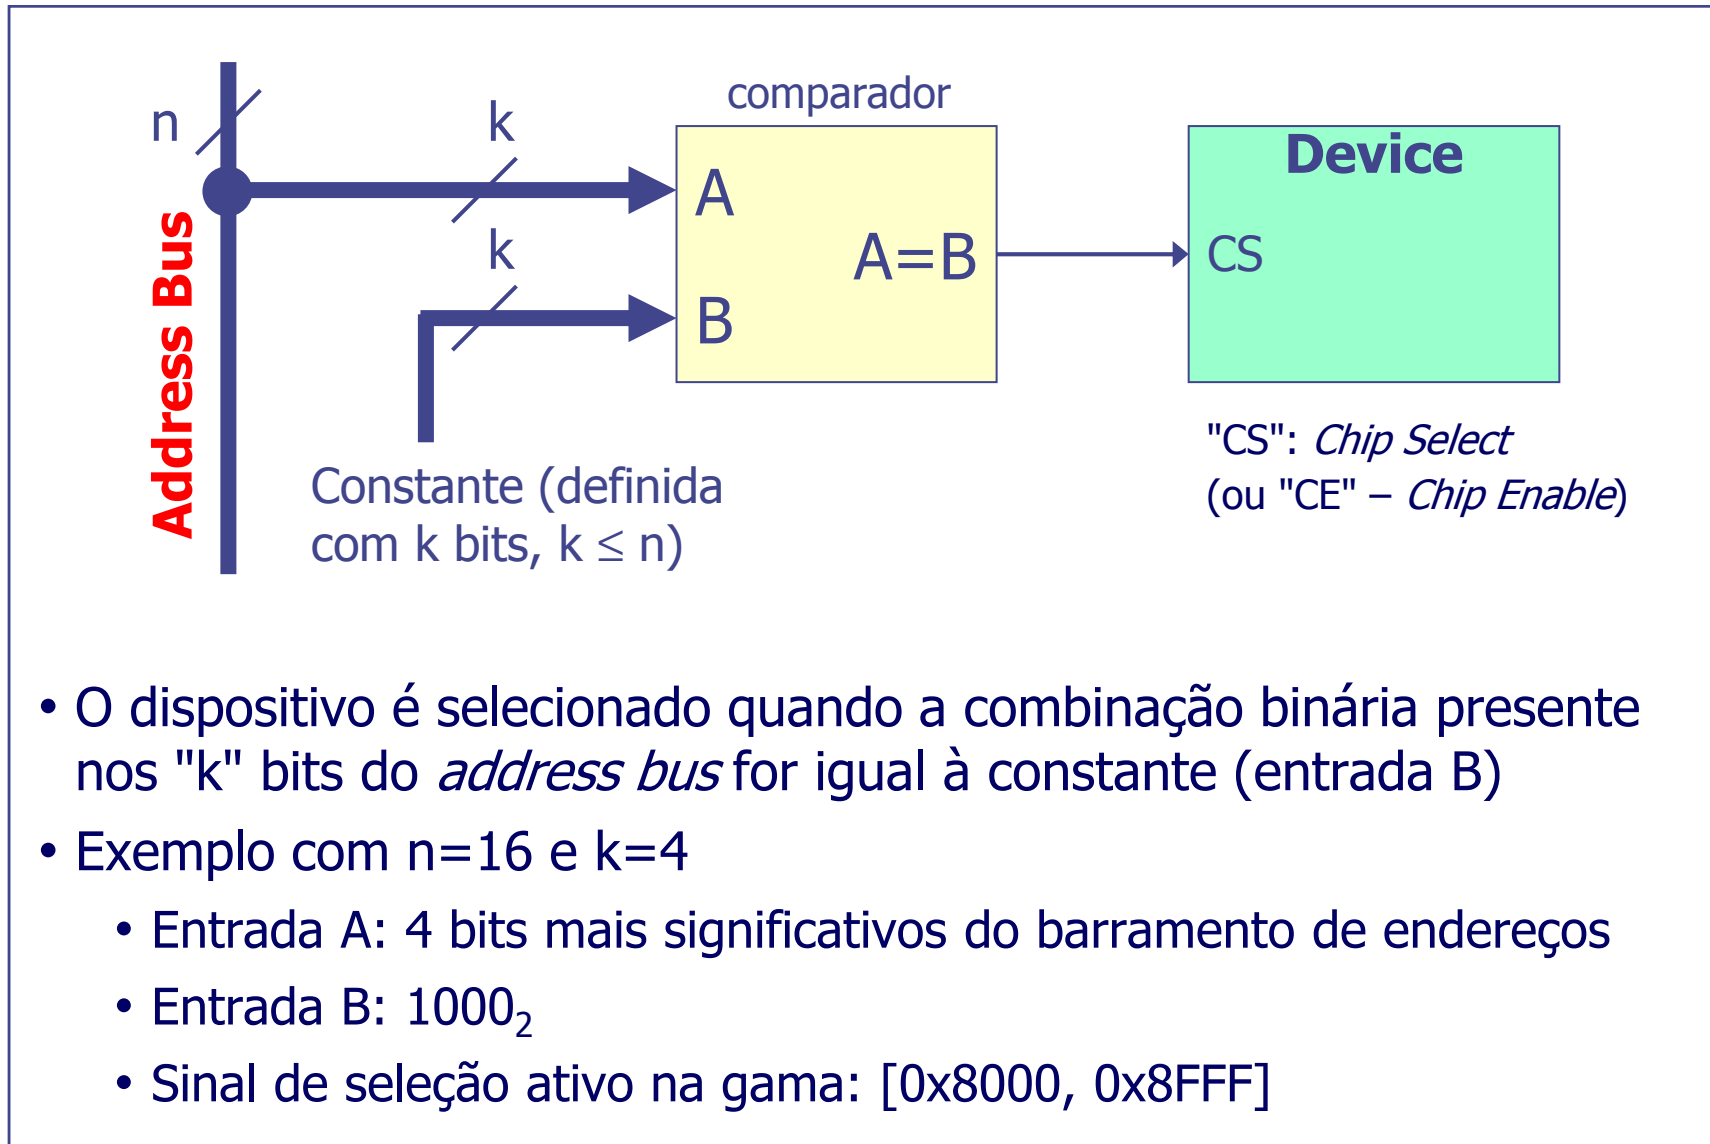 comparador
n
k
Device
A
k
A=B
CS
B
Address Bus
"CS": Chip Select
(ou "CE" – Chip Enable)
Constante (definida
com k bits, k ≤ n)
• O dispositivo é selecionado quando a combinação binária presente
nos "k" bits do address bus for igual à constante (entrada B)
• Exemplo com n=16 e k=4
• Entrada A: 4 bits mais significativos do barramento de endereços
• Entrada B: 1000₂
• Sinal de seleção ativo na gama: [0x8000, 0x8FFF]